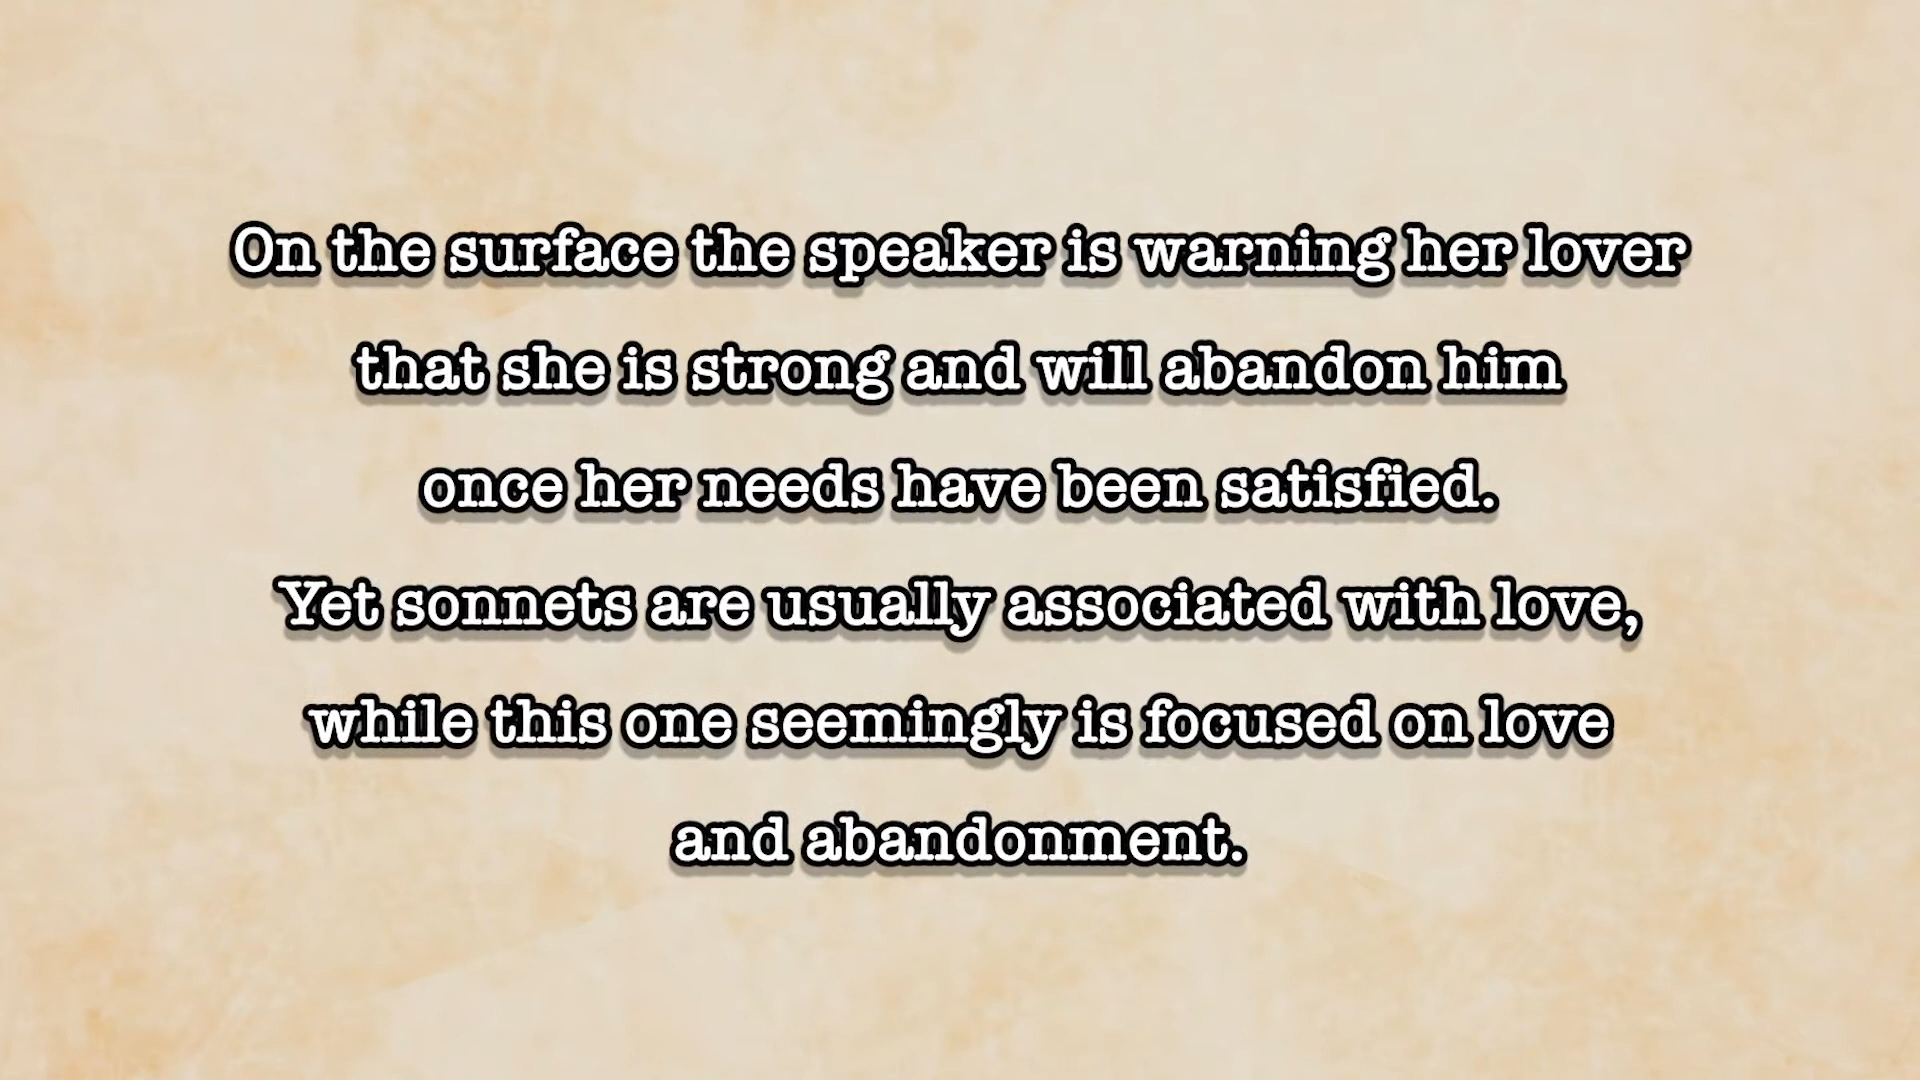 On the surface the speaker is warning her lover
that she is strong and will abandon him
once her needs have been satisfied.
Yet sonnets are usually associated with love,
while this one seemingly is focused on love
and abandonment.